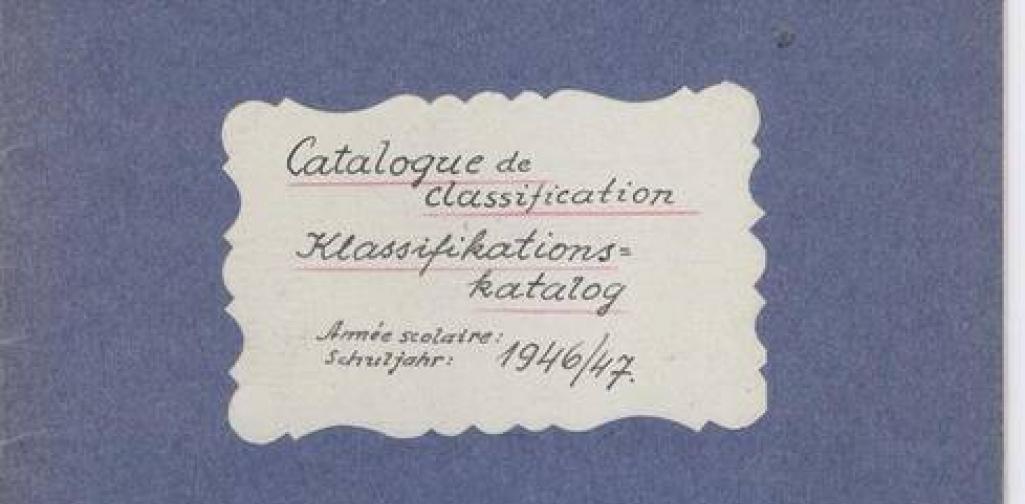 Catalogue de
classification
Klassifikations=
katalog
Année scolaire:
Schuljahr: 1946/47.